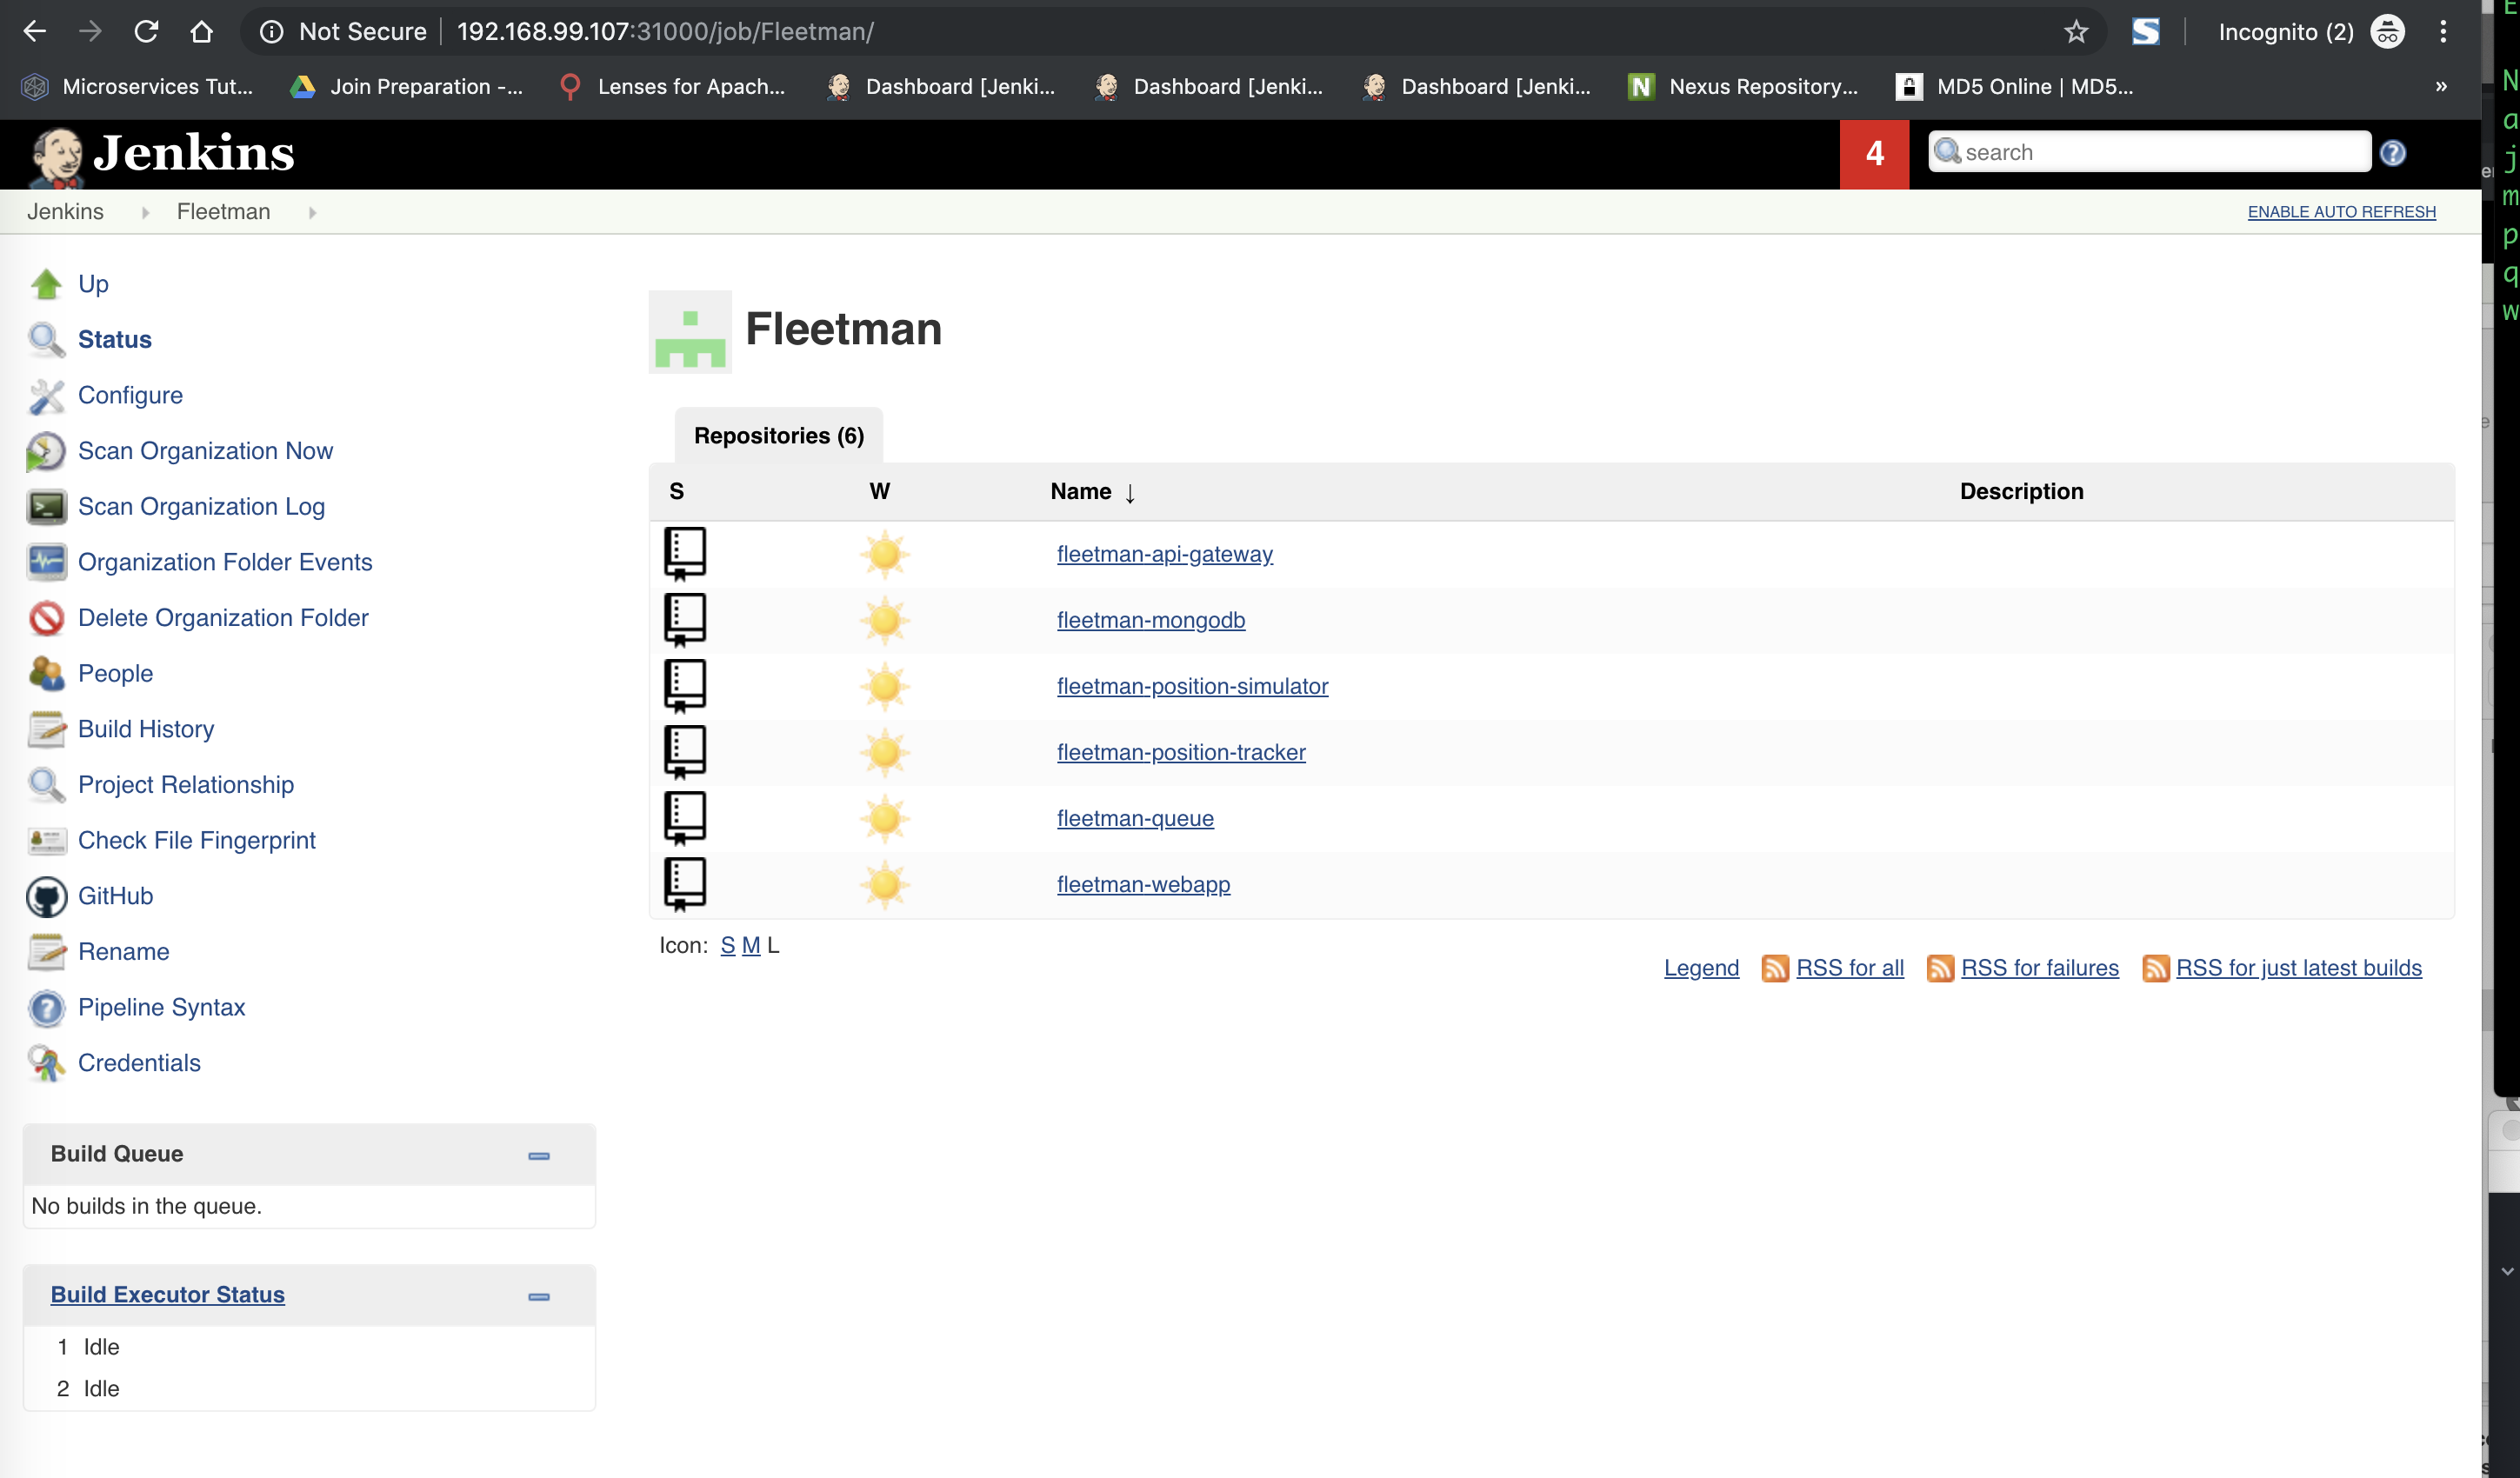 Not Secure 192.168.99.107:31000/job/Fleetman/ Incognito (2)
Microservices Tut... Join Preparation -... Lenses for Apach... Dashboard [Jenki... Dashboard [Jenki... Dashboard [Jenki... Nexus Repository... MD5 Online | MD5... »
Jenkins 4 search
Jenkins Fleetman ENABLE AUTO REFRESH
Up
Status
Configure
Scan Organization Now
Scan Organization Log
Organization Folder Events
Delete Organization Folder
People
Build History
Project Relationship
Check File Fingerprint
GitHub
Rename
Pipeline Syntax
Credentials
Build Queue
No builds in the queue.
Build Executor Status
1 Idle
2 Idle
Fleetman
Repositories (6)
S W Name ↓ Description
fleetman-api-gateway
fleetman-mongodb
fleetman-position-simulator
fleetman-position-tracker
fleetman-queue
fleetman-webapp
Icon: S M L
Legend RSS for all RSS for failures RSS for just latest builds
E
N
a
j
m
p
q
w